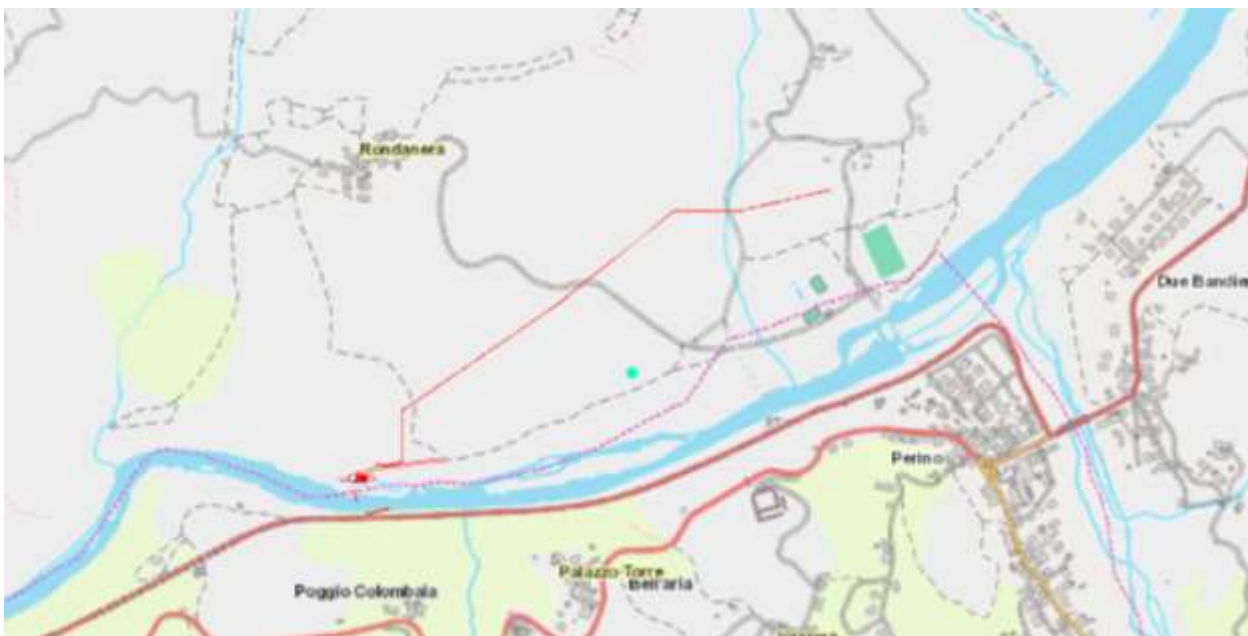 Rondanera
Due Bandie
Perino
Palazzo Torre
Bellaria
Poggio Colombaia